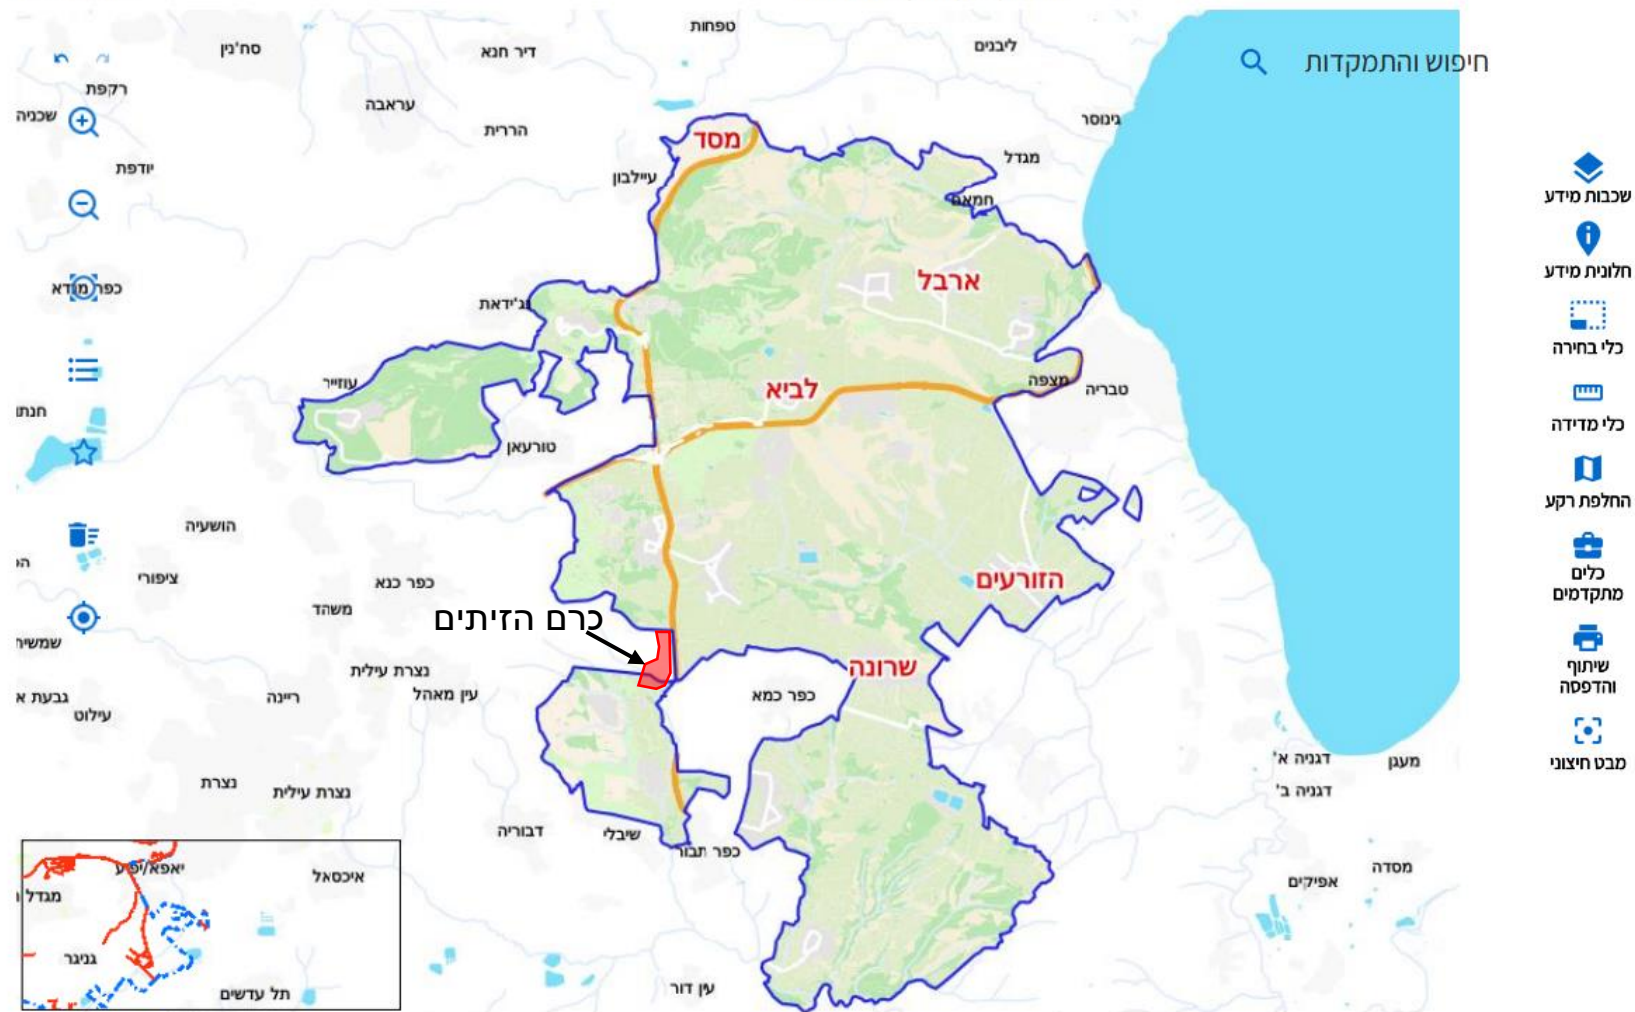 טפחות
ליבנים
דיר חנא
סח'נין
חיפוש והתמקדות
רקפת
עראבה
שכניה
הררית
גינוסר
מסד
מגדל
יודפת
עיילבון
חמאם
שכבות מידע
ארבל
חלונית מידע
כפר מנדא
נג'ידאת
כלי בחירה
עוזייר
לביא
מצפה
טבריה
חנתו
טורעאן
כלי מדידה
החלפת רקע
הושעיה
ציפורי
כפר כנא
הזורעים
כלים
מתקדמים
משהד
כרם הזיתים
שמשית
נצרת עילית
שרונה
שיתוף
והדפסה
גבעת א
עילוט
ריינה
עין מאהל
כפר כמא
דגניה א'
מעגן
מבט חיצוני
נצרת
נצרת עילית
דגניה ב'
דבוריה
שיבלי
כפר תבור
יאפא/יפיע
איכסאל
מסדה
אפיקים
מגדל ה
גניגר
תל עדשים
עין דור